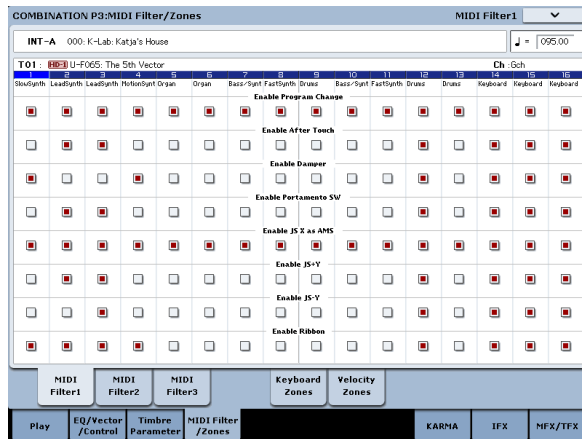 COMBINATION P3:MIDI Filter/Zones MIDI Filter1
INT-A 000: K-Lab: Katja's House ♩ = 095.00
T01 : HD-1 U-F065: The 5th Vector Ch :Gch
1 2 3 4 5 6 7 8 9 10 11 12 13 14 15 16
SlowSynth LeadSynth LeadSynth MotionSynt Organ Organ Bass/Synt FastSynth Drums Bass/Synt FastSynth Drums Drums Keyboard Keyboard Keyboard
Enable Program Change
Enable After Touch
Enable Damper
Enable Portamento SW
Enable JS X as AMS
Enable JS+Y
Enable JS-Y
Enable Ribbon
MIDI Filter1 MIDI Filter2 MIDI Filter3 Keyboard Zones Velocity Zones
Play EQ/Vector /Control Timbre Parameter MIDI Filter /Zones KARMA IFX MFX/TFX